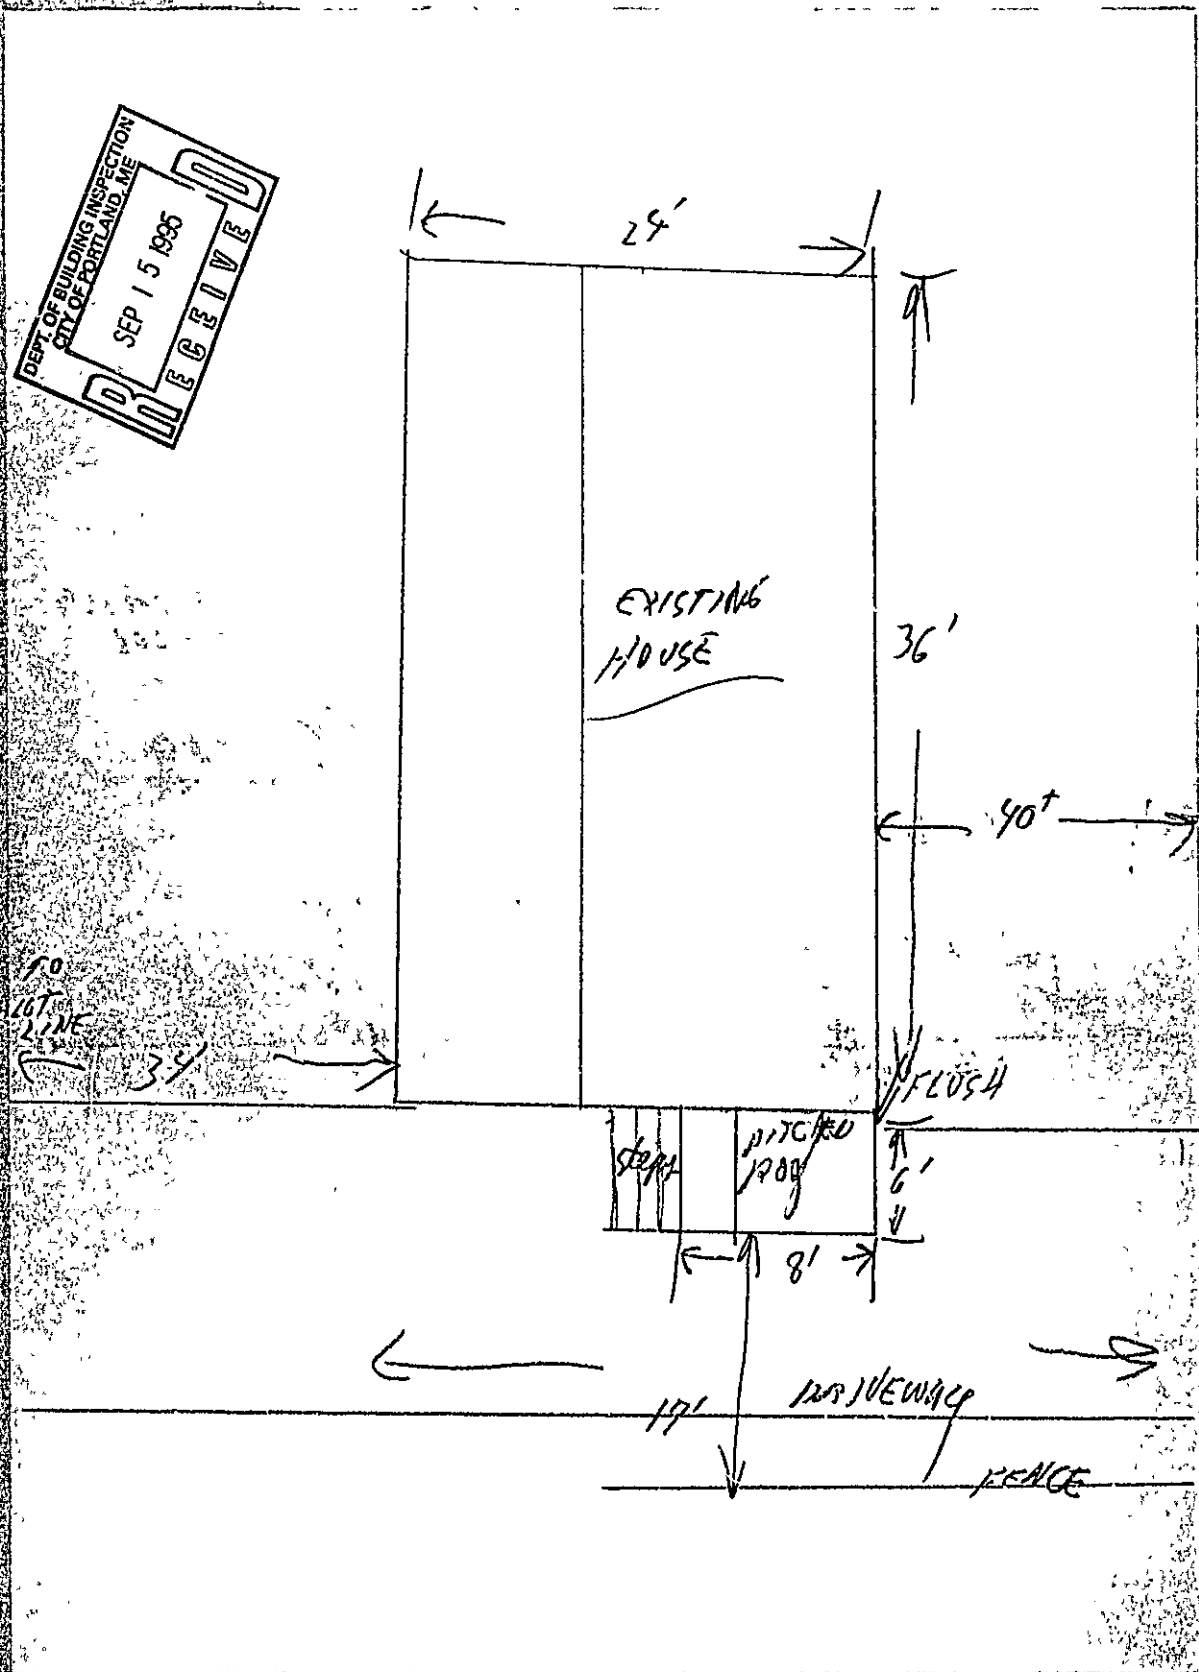 DEPT. OF BUILDING INSPECTION
CITY OF PORTLAND, ME
SEP 15 1995
RECEIVED
24'
EXISTING
HOUSE
36'
40+
TO
LOT
LINE
34'
FLUSH
steps
PITCHED
roof
6'
8'
17'
DRIVEWAY
FENCE